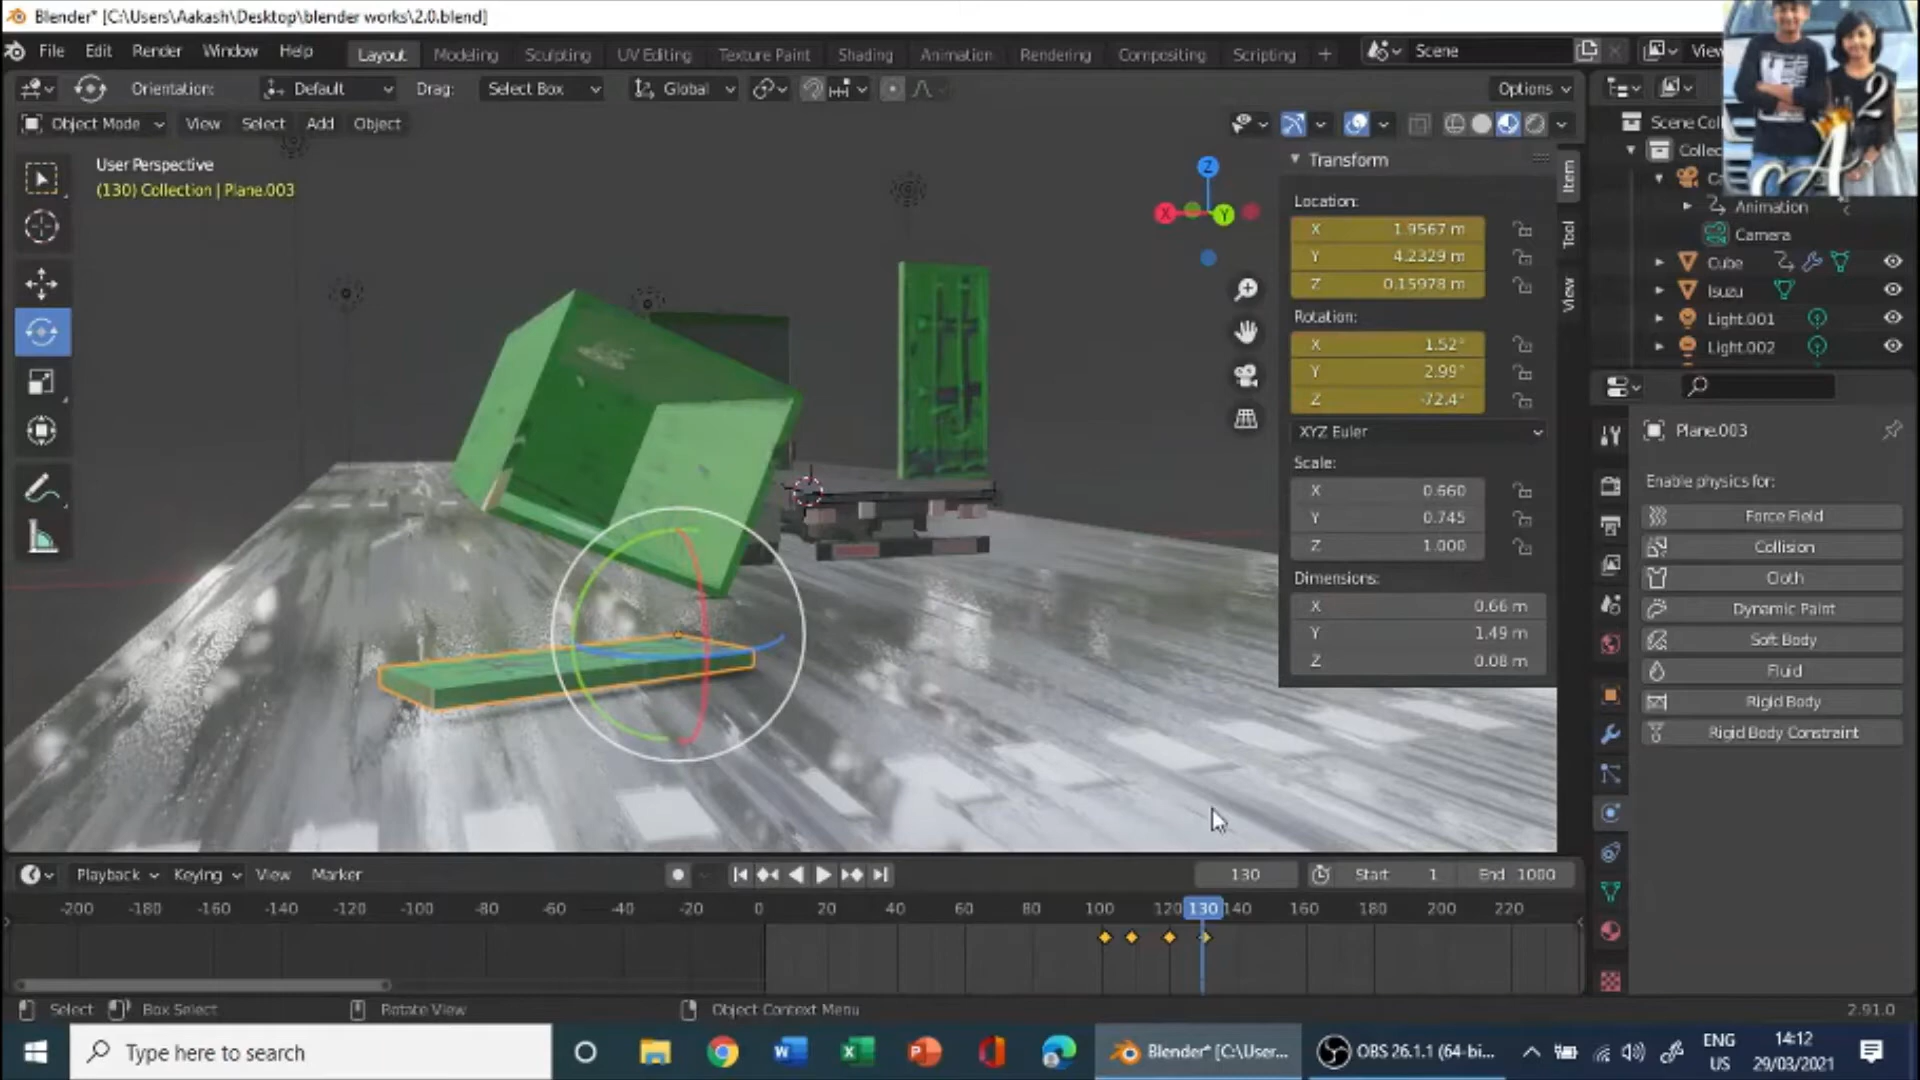 Blender* [C:\Users\Aakash\Desktop\blender works\2.0.blend]
File Edit Render Window Help Layout Modeling Sculpting UV Editing Texture Paint Shading Animation Rendering Compositing Scripting + Scene
Orientation: Default Drag: Select Box Global Options
Object Mode View Select Add Object
User Perspective
(130) Collection | Plane.003
Z
X Y
Transform
Location:
X 1.9567 m
Y 4.2329 m
Z 0.15978 m
Rotation:
X 1.52°
Y 2.99°
Z -72.4°
XYZ Euler
Scale:
X 0.660
Y 0.745
Z 1.000
Dimensions:
X 0.66 m
Y 1.49 m
Z 0.08 m
Item
Tool
View
2
A
Animation
Camera
Cube
Isuzu
Light.001
Light.002
Plane.003
Enable physics for:
Force Field
Collision
Cloth
Dynamic Paint
Soft Body
Fluid
Rigid Body
Rigid Body Constraint
Playback Keying View Marker 130 Start 1 End 1000
-200 -180 -160 -140 -120 -100 -80 -60 -40 -20 0 20 40 60 80 100 120 130 140 160 180 200 220
Select Box Select Rotate View Object Context Menu 2.91.0
Type here to search
Blender* [C:\User...
OBS 26.1.1 (64-bi...
ENG
US
14:12
29/03/2021